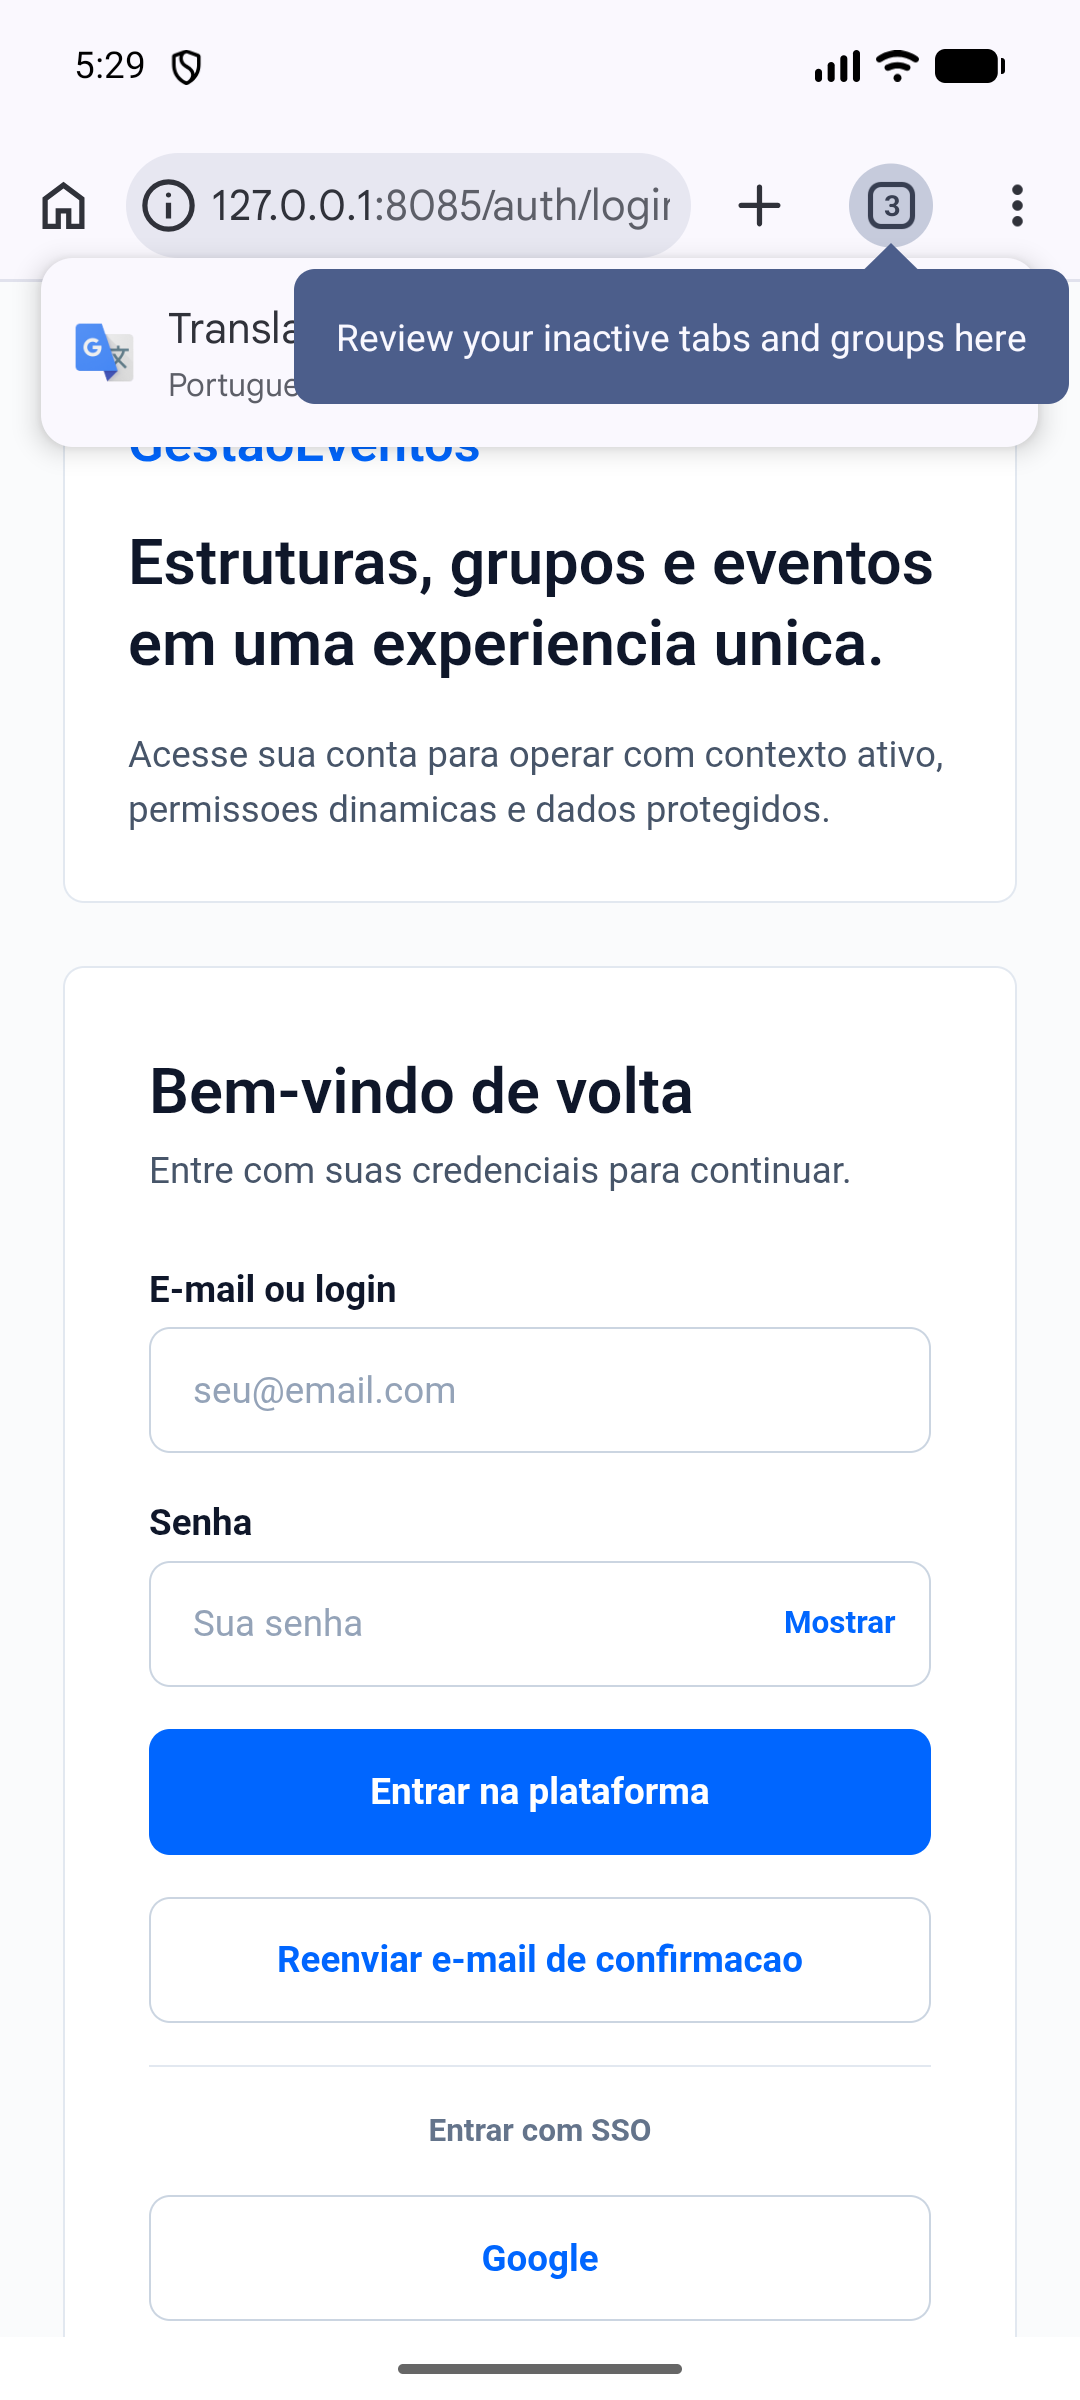 5:29
127.0.0.1:8085/auth/login
3
Review your inactive tabs and groups here
Transla
Portugue
GestaoEventos
Estruturas, grupos e eventos
em uma experiencia unica.
Acesse sua conta para operar com contexto ativo,
permissoes dinamicas e dados protegidos.
Bem-vindo de volta
Entre com suas credenciais para continuar.
E-mail ou login
seu@email.com
Senha
Sua senha
Mostrar
Entrar na plataforma
Reenviar e-mail de confirmacao
Entrar com SSO
Google